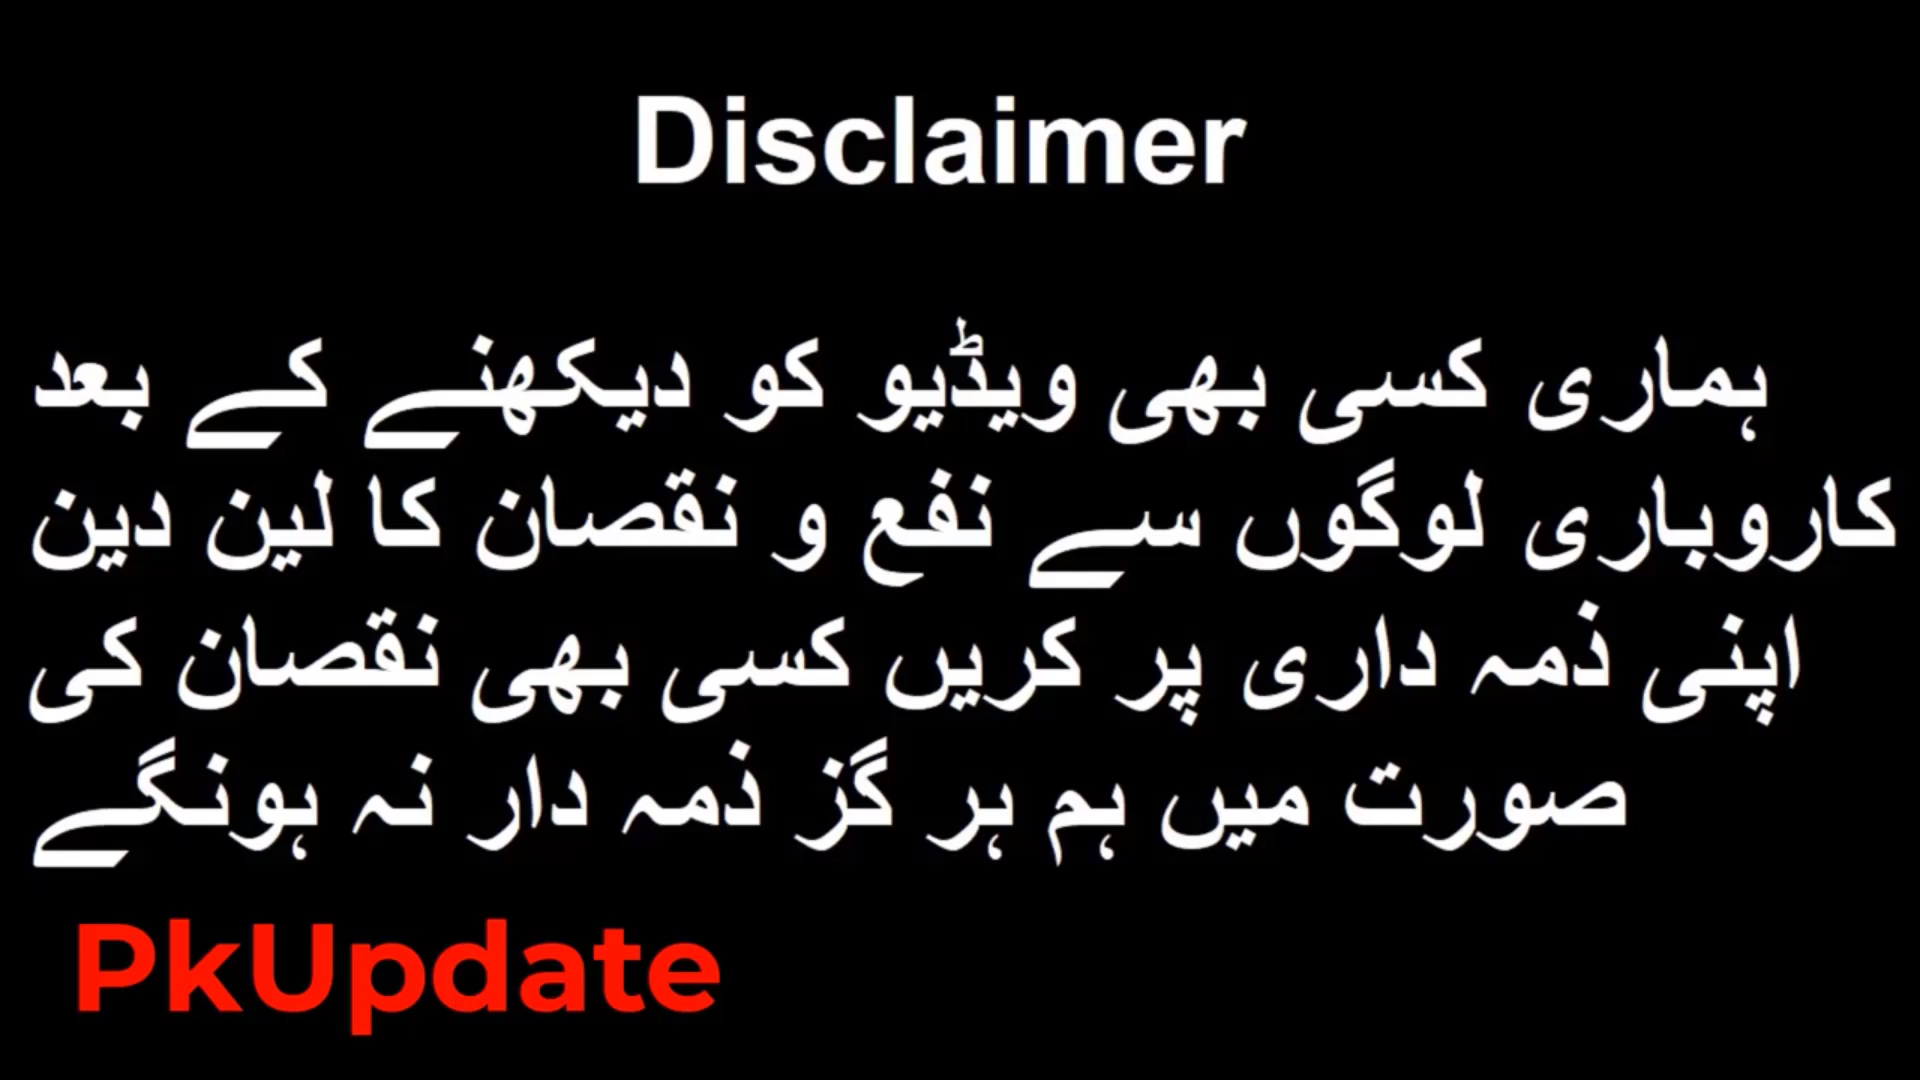 Disclaimer
ہماری کسی بھی ویڈیو کو دیکھنے کے بعد
کاروباری لوگوں سے نفع و نقصان کا لین دین
اپنی ذمہ داری پر کریں کسی بھی نقصان کی
صورت میں ہم ہر گز ذمہ دار نہ ہونگے
PkUpdate